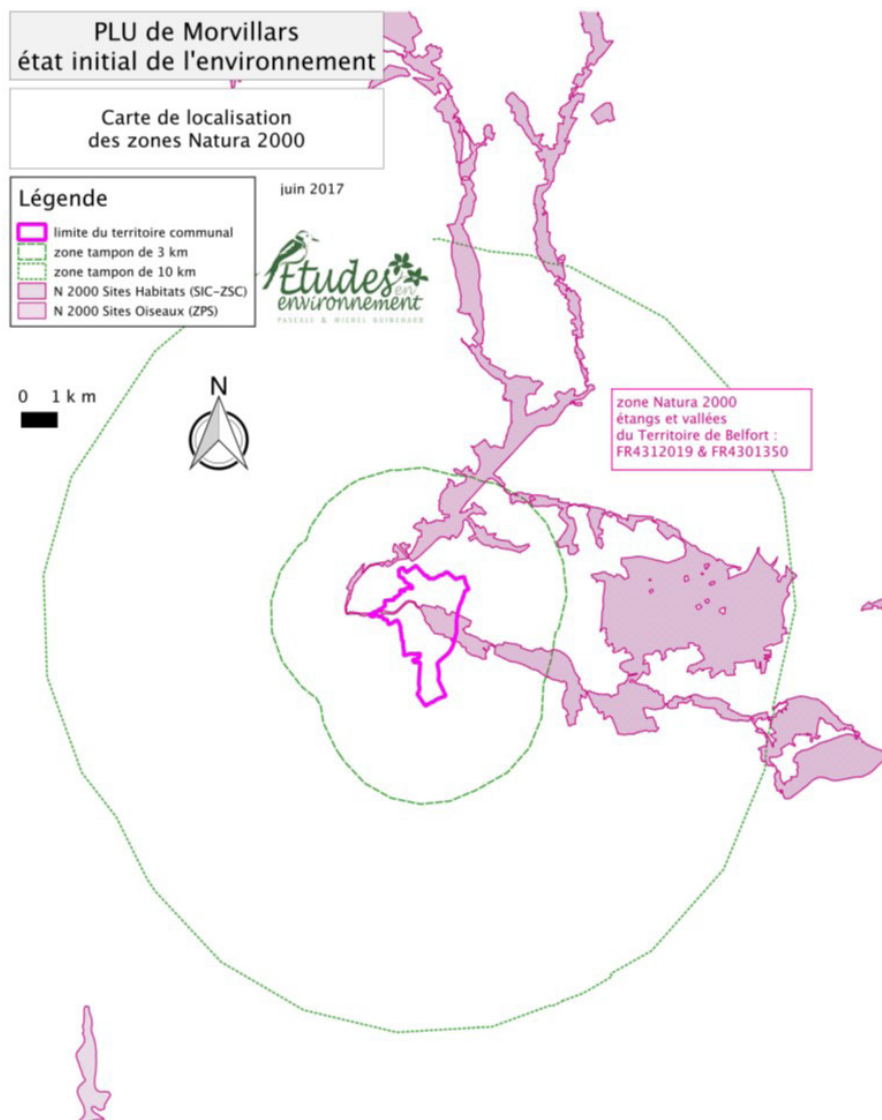 PLU de Morvillars
état initial de l'environnement
Carte de localisation
des zones Natura 2000
Légende
limite du territoire communal
zone tampon de 3 km
zone tampon de 10 km
N 2000 Sites Habitats (SIC-ZSC)
N 2000 Sites Oiseaux (ZPS)
juin 2017
Etudes
en
environnement
PASCALE & MICHEL GUINCHARD
0 1 km
N
zone Natura 2000
étangs et vallées
du Territoire de Belfort :
FR4312019 & FR4301350